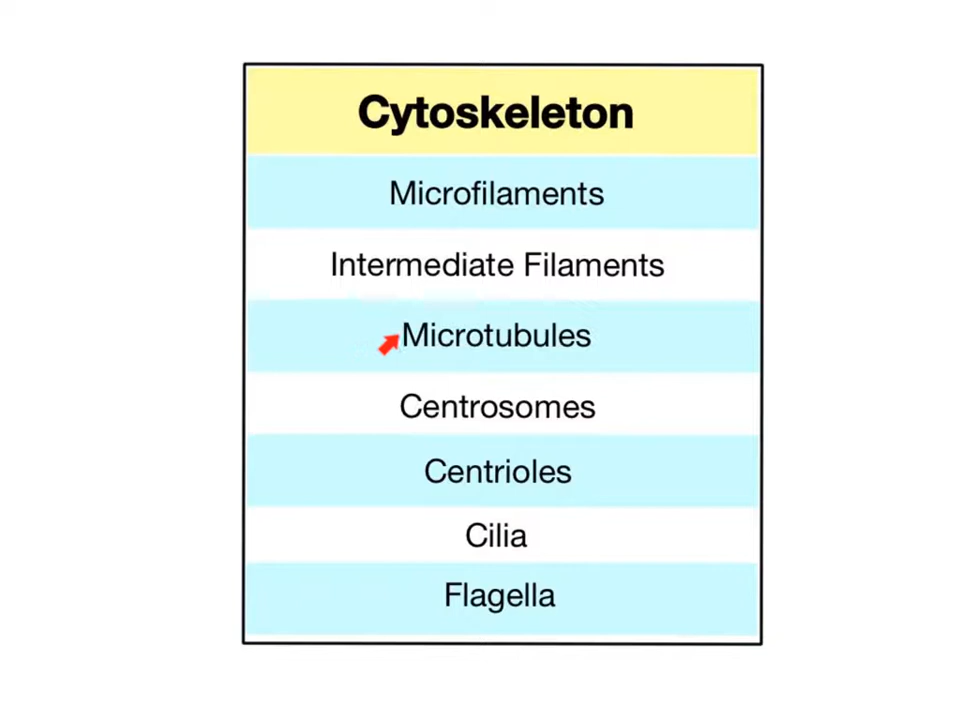 Cytoskeleton
Microfilaments
Intermediate Filaments
Microtubules
Centrosomes
Centrioles
Cilia
Flagella